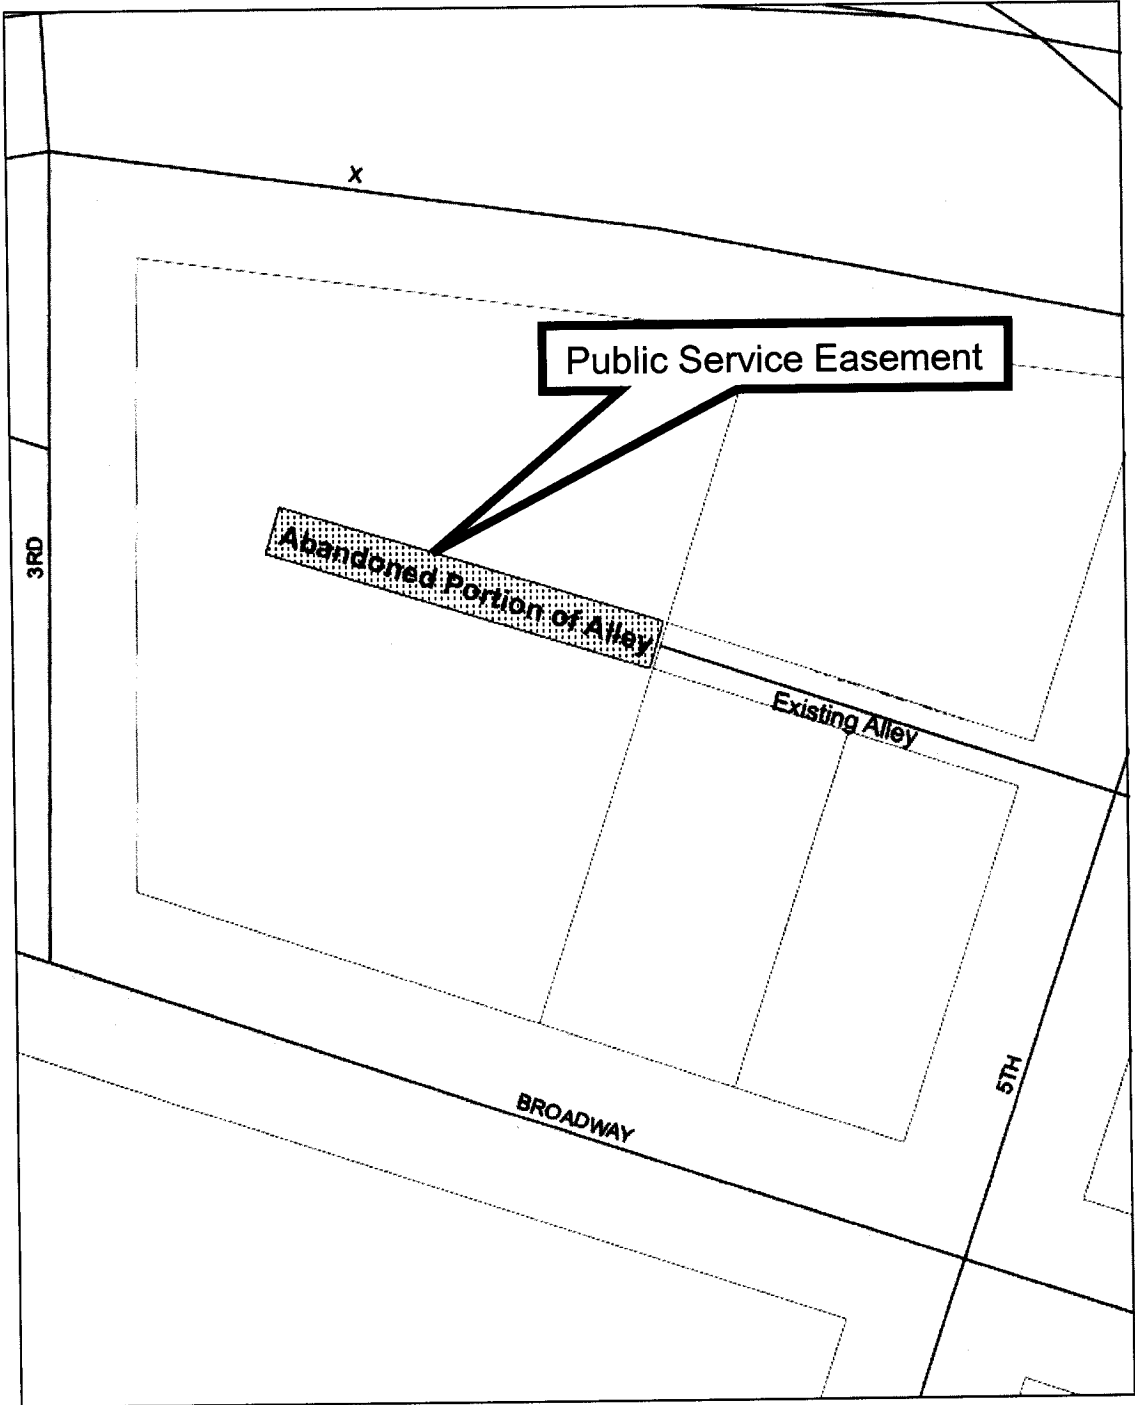 X
Public Service Easement
3RD
Abandoned Portion of Alley
Existing Alley
5TH
BROADWAY